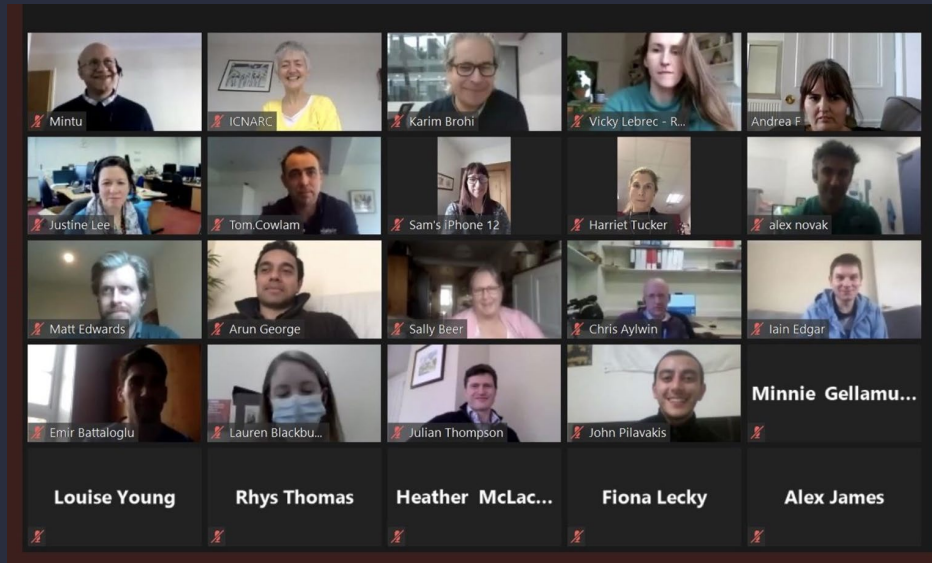 Mintu
ICNARC
Karim Brohi
Vicky Lebrec - R...
Andrea F
Justine Lee
Tom.Cowlam
Sam's iPhone 12
Harriet Tucker
alex novak
Matt Edwards
Arun George
Sally Beer
Chris Aylwin
Iain Edgar
Emir Battaloglu
Lauren Blackbu...
Julian Thompson
John Pilavakis
Minnie Gellamu...
Louise Young
Rhys Thomas
Heather McLac...
Fiona Lecky
Alex James